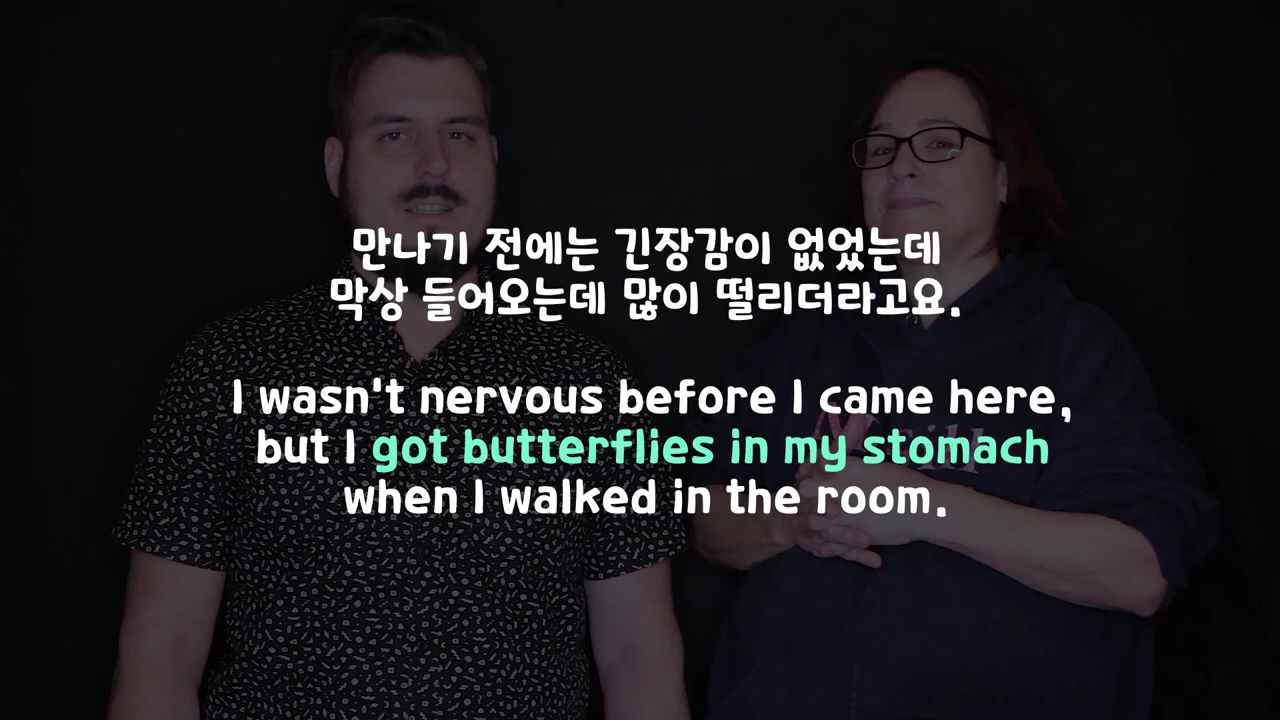 만나기 전에는 긴장감이 없었는데
막상 들어오는데 많이 떨리더라고요.
I wasn't nervous before I came here,
but I got butterflies in my stomach
when I walked in the room.